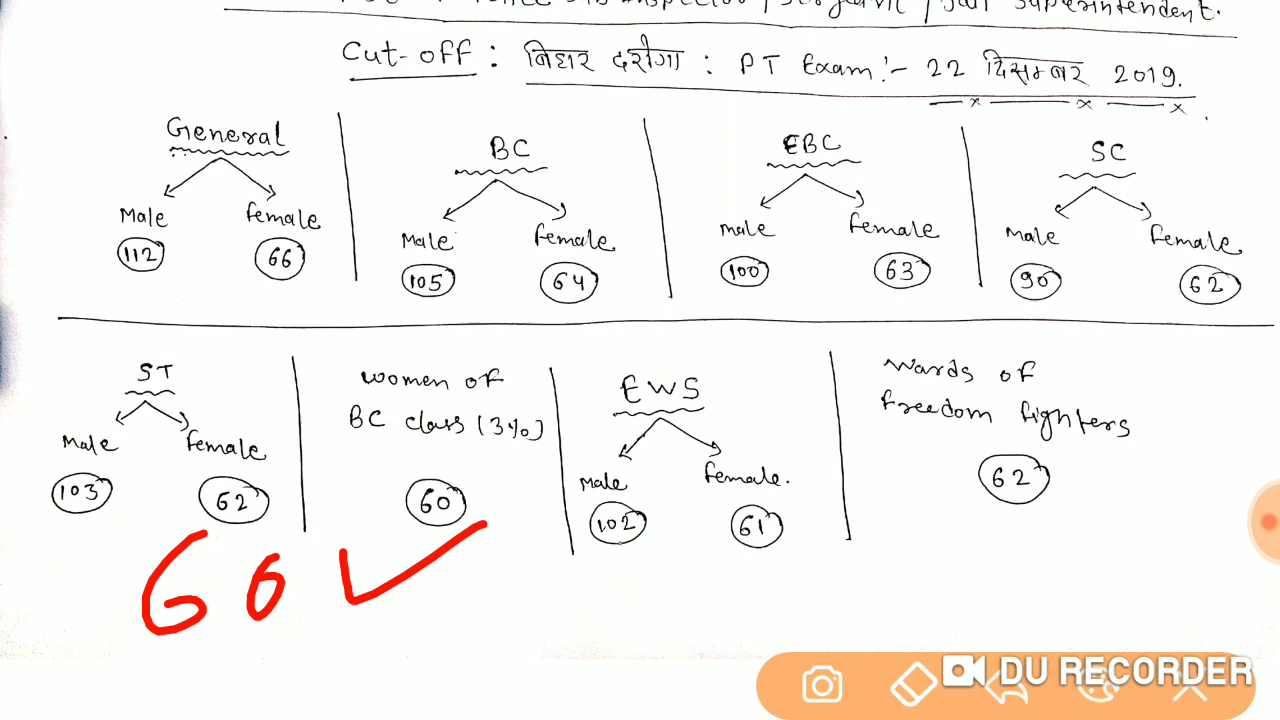 Superintendent.
Cut-off : बिहार दरोगा : PT Exam :- 22 दिसम्बर 2019.
General
Male Female
112 66
BC
Male Female
105 64
EBC
Male Female
100 63
SC
Male Female
90 62
ST
Male Female
103 62
Women of
BC class (3%)
60
EWS
Male Female.
102 61
Wards of
Freedom Fighters
62
60
DU RECORDER